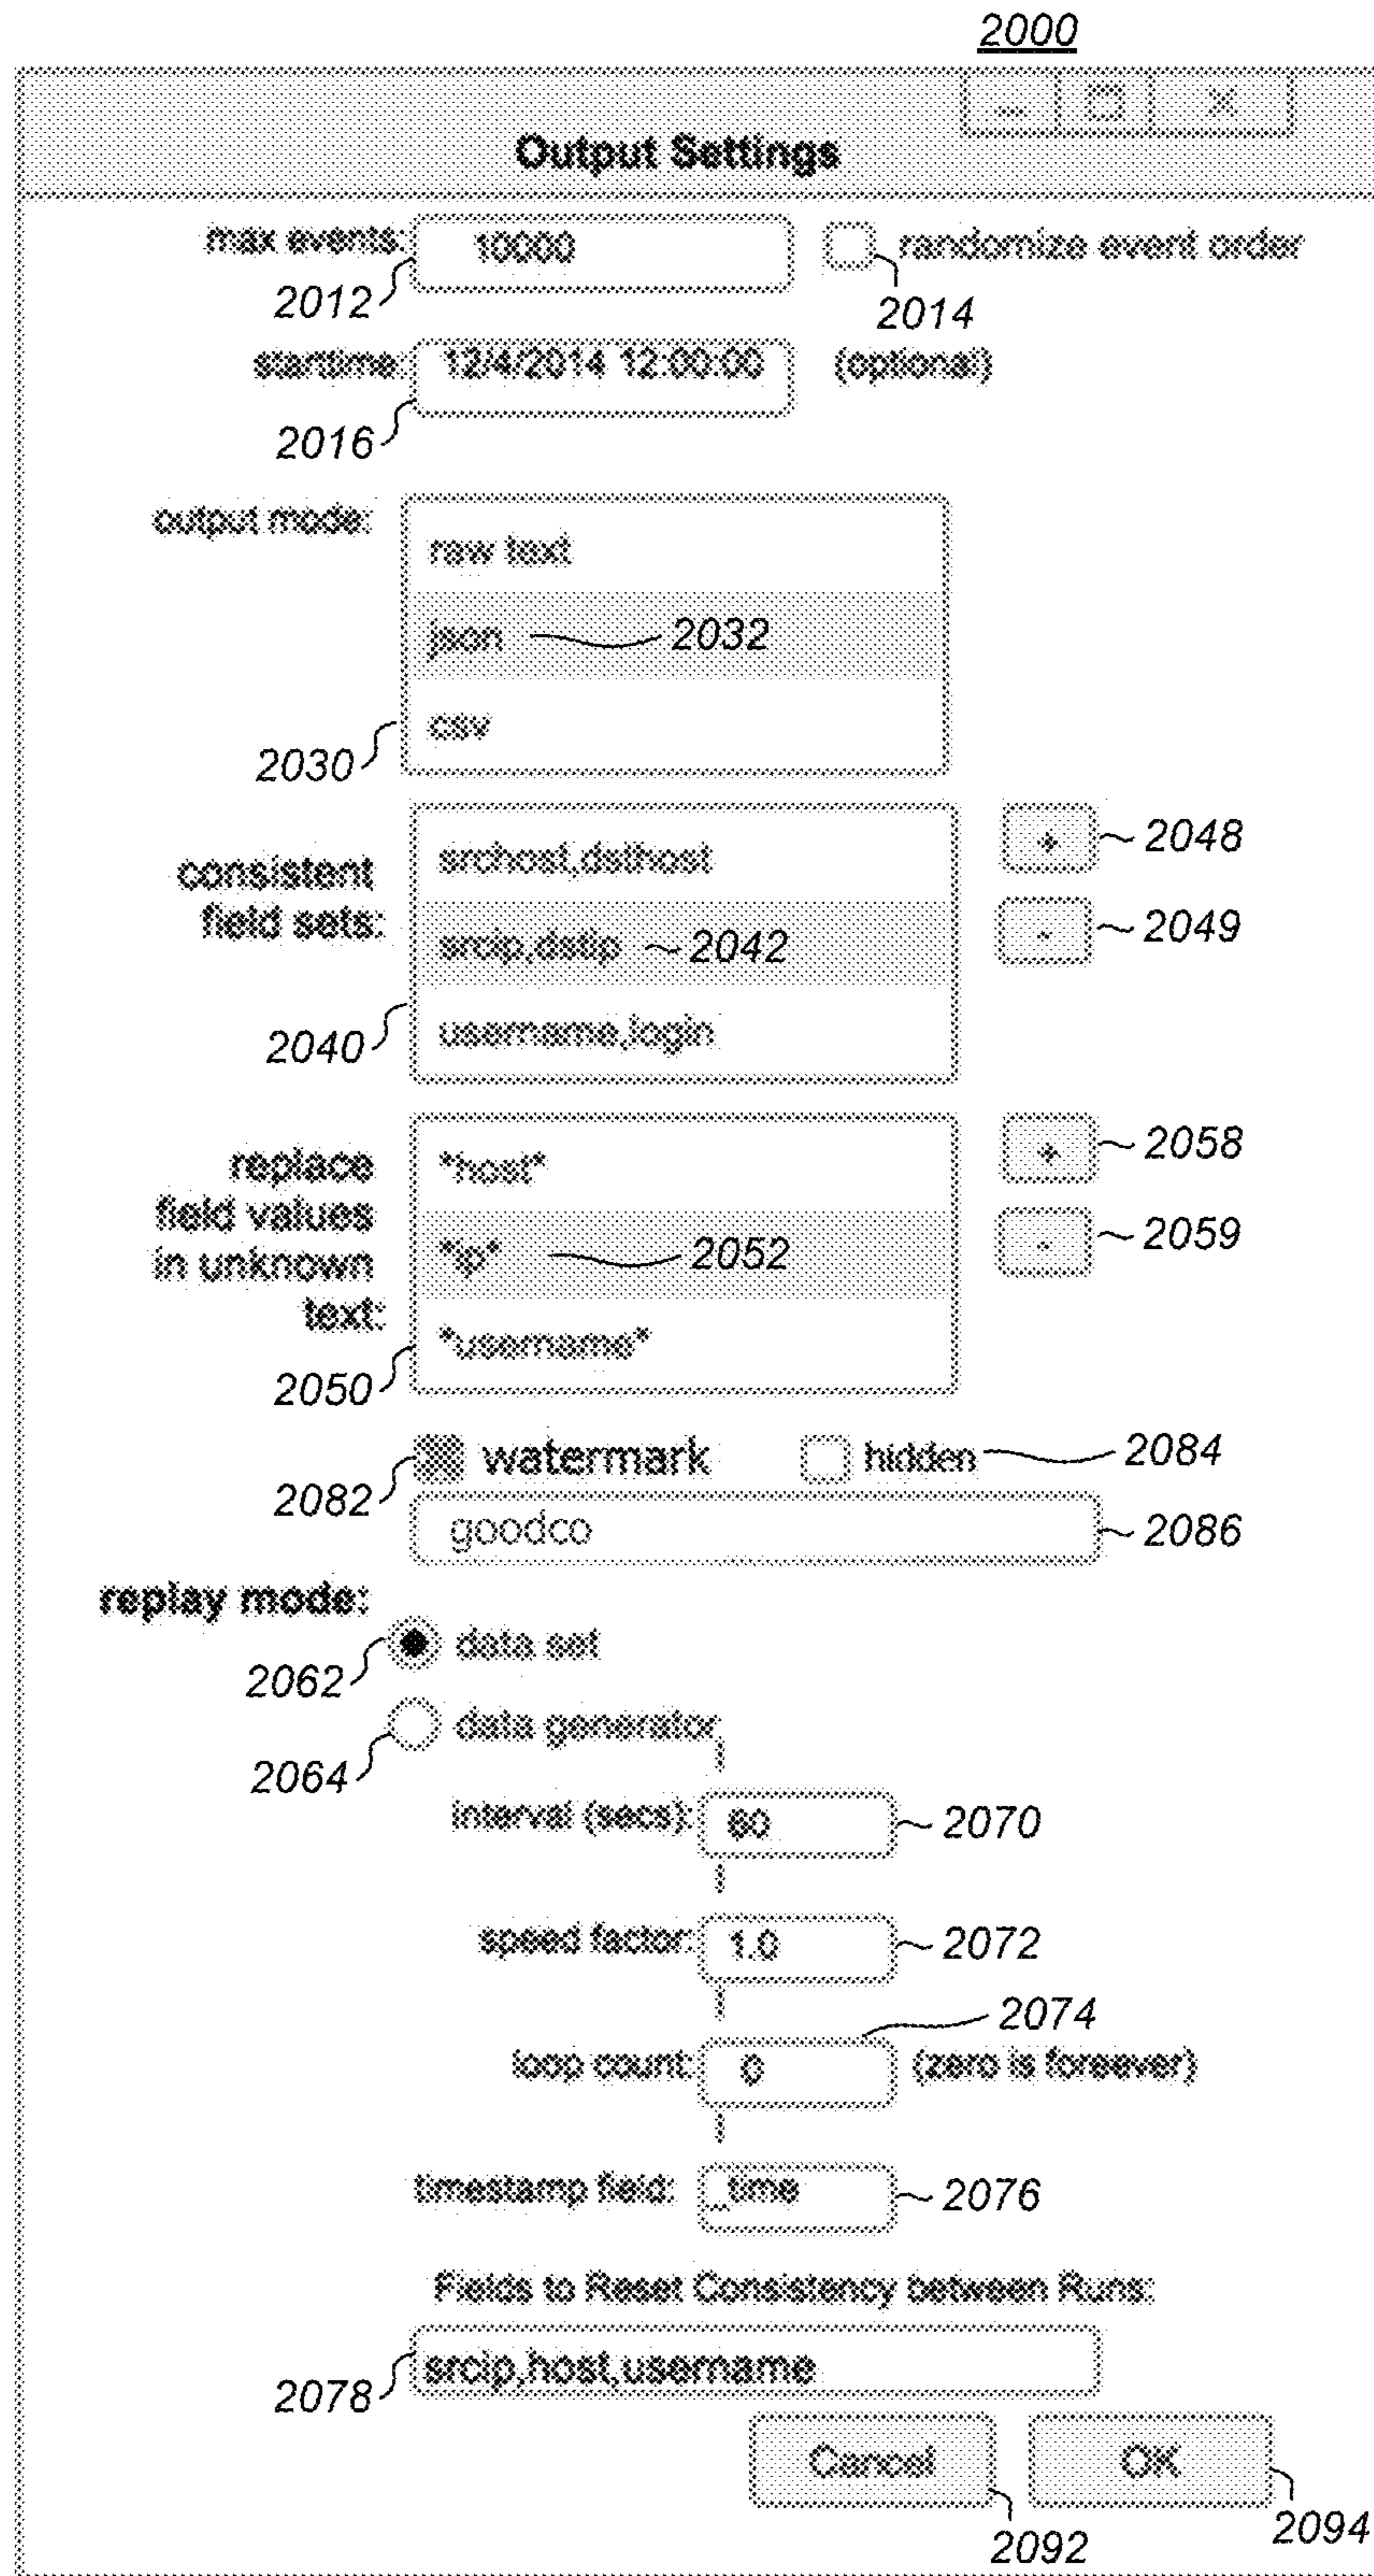 2000
Output Settings
max events: 10000 randomize event order
2012 2014
starttime: 12/4/2014 12:00:00 (optional)
2016
output mode:
raw text
json 2032
csv
2030
consistent field sets:
srchost,dsthost
srcip,dstip 2042
username,login
2040
+ 2048
- 2049
replace
field values
in unknown
text:
*host*
*ip* 2052
*username*
2050
+ 2058
- 2059
watermark hidden 2084
2082
goodco 2086
replay mode:
data set
2062
data generator
2064
interval (secs): 60 2070
speed factor: 1.0 2072
2074
loop count: 0 (zero is foreever)
timestamp field: _time 2076
Fields to Reset Consistency between Runs:
srcip,host,username
2078
Cancel OK
2092 2094